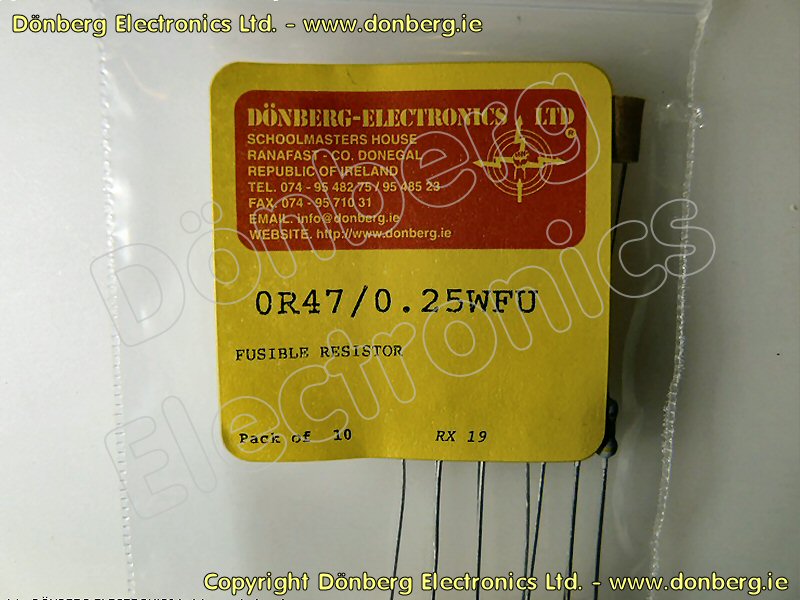 Dönberg Electronics Ltd. - www.donberg.ie
DÖNBERG-ELECTRONICS LTD
®
SCHOOLMASTERS HOUSE
RANAFAST - CO. DONEGAL
REPUBLIC OF IRELAND
TEL. 074 - 95 482 75 / 95 485 23
FAX. 074 - 95 710 31
EMAIL. info@donberg.ie
WEBSITE. http://www.donberg.ie
Dönberg
Electronics
0R47/0.25WFU
FUSIBLE RESISTOR
Pack of 10 RX 19
Copyright Dönberg Electronics Ltd. - www.donberg.ie